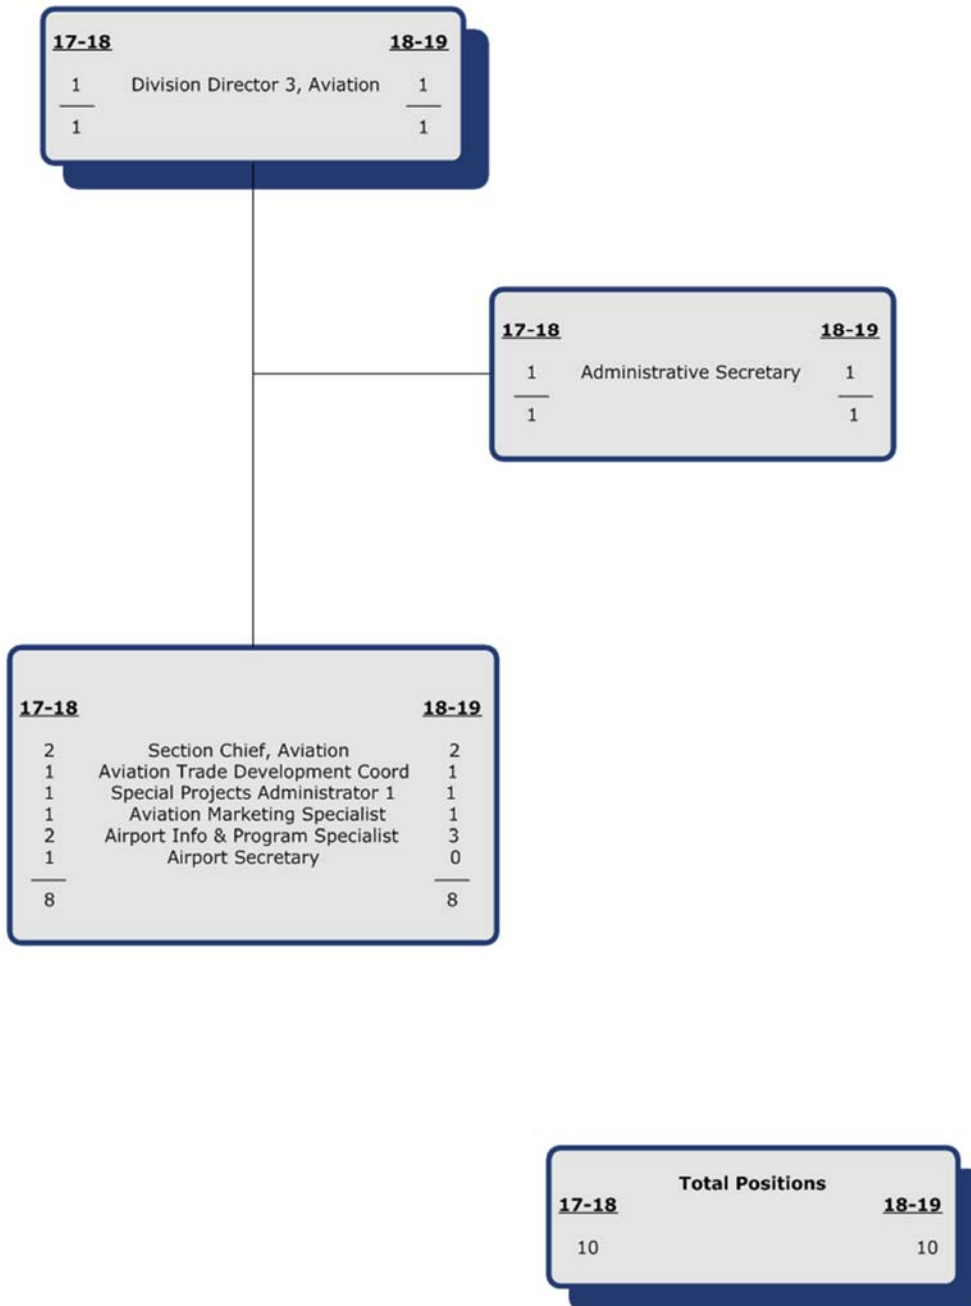 17-18 18-19
1 Division Director 3, Aviation 1
1 1
17-18 18-19
1 Administrative Secretary 1
1 1
17-18 18-19
2 Section Chief, Aviation 2
1 Aviation Trade Development Coord 1
1 Special Projects Administrator 1 1
1 Aviation Marketing Specialist 1
2 Airport Info & Program Specialist 3
1 Airport Secretary 0
8 8
Total Positions
17-18 18-19
10 10